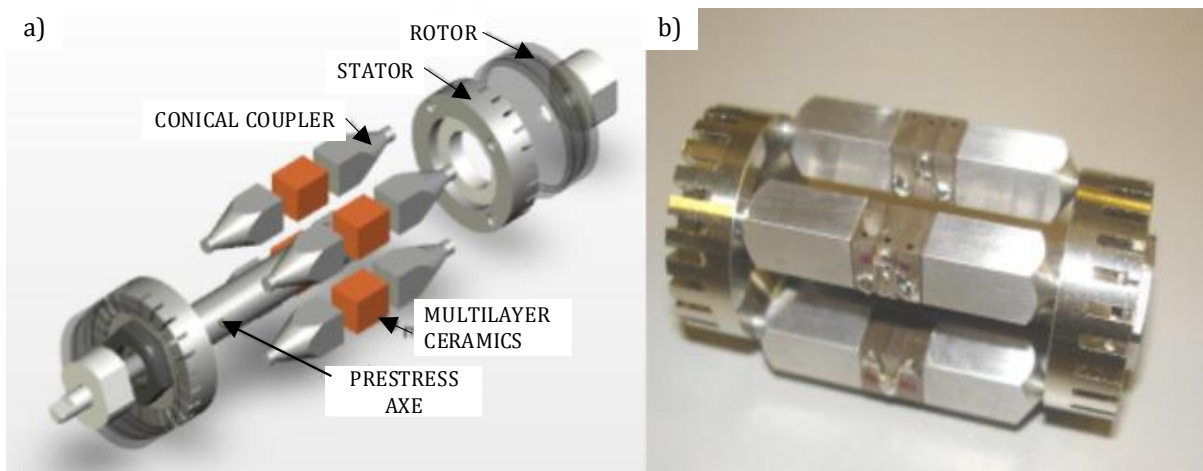 a)
ROTOR
STATOR
CONICAL COUPLER
MULTILAYER
CERAMICS
PRESTRESS
AXE
b)